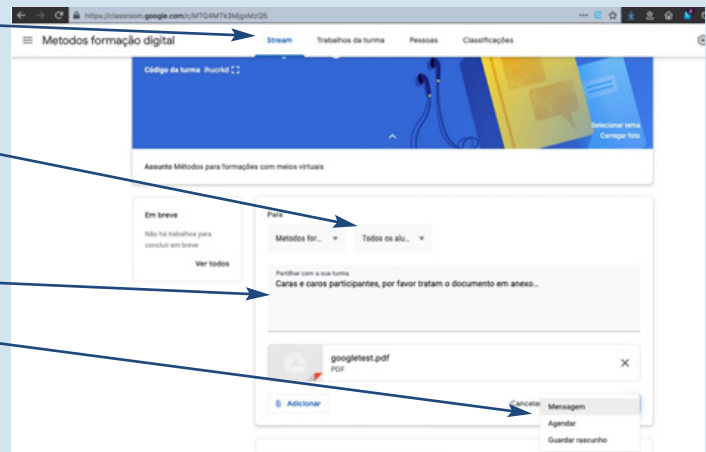 https://classroom.google.com/c/MTQ4MTk3MjgxMzQ5
Metodos formação digital
Stream
Trabalhos da turma
Pessoas
Classificações
Código da turma
Selecionar tema
Carregar foto
Assunto Métodos para formações com meios virtuais
Em breve
Não há trabalhos para
concluir em breve
Ver todos
Para
Metodos for...
Todos os alu...
Partilhar com a sua turma
Caras e caros participantes, por favor tratam o documento em anexo...
googletest.pdf
PDF
Adicionar
Cancelar
Mensagem
Agendar
Guardar rascunho